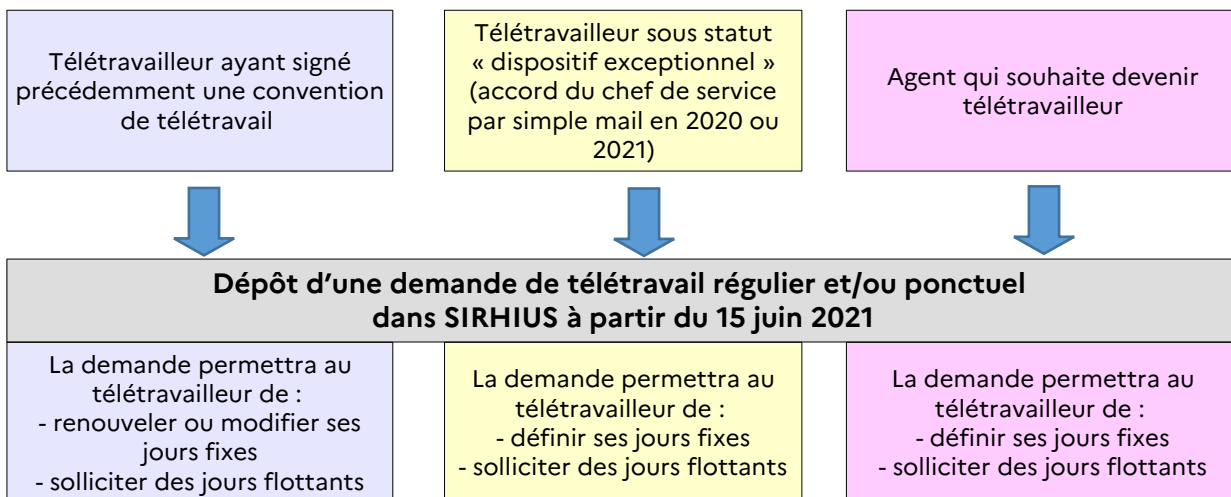 Télétravailleur ayant signé
précédemment une convention
de télétravail
Télétravailleur sous statut
« dispositif exceptionnel »
(accord du chef de service
par simple mail en 2020 ou
2021)
Agent qui souhaite devenir
télétravailleur
Dépôt d’une demande de télétravail régulier et/ou ponctuel
dans SIRHIUS à partir du 15 juin 2021
La demande permettra au
télétravailleur de :
- renouveler ou modifier ses
jours fixes
- solliciter des jours flottants
La demande permettra au
télétravailleur de :
- définir ses jours fixes
- solliciter des jours flottants
La demande permettra au
télétravailleur de :
- définir ses jours fixes
- solliciter des jours flottants